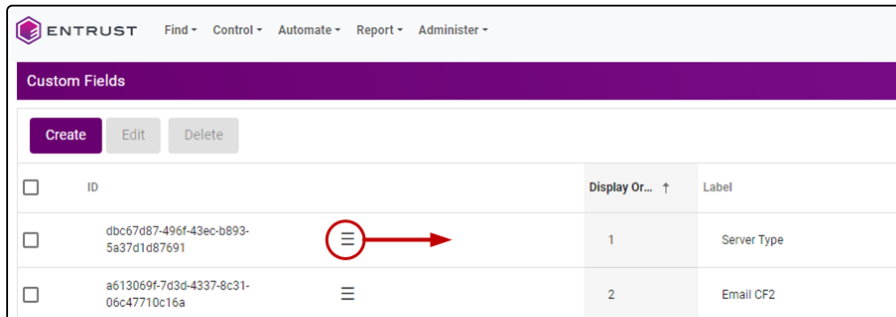 ENTRUST Find Control Automate Report Administer
Custom Fields
Create Edit Delete
ID Display Or... ↑ Label
dbc67d87-496f-43ec-b893-
5a37d1d87691
1 Server Type
a613069f-7d3d-4337-8c31-
06c47710c16a
2 Email CF2